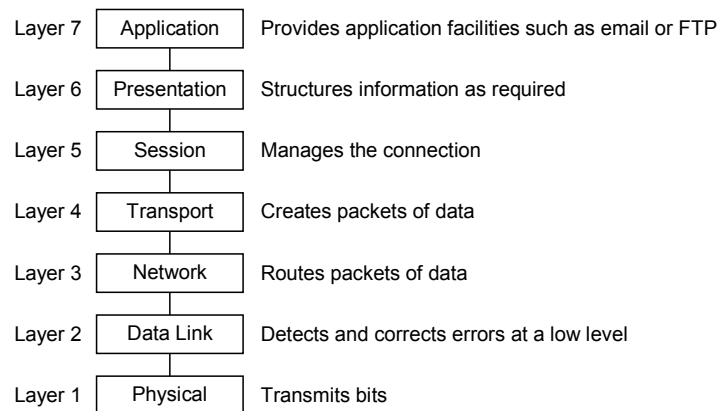 Layer 7 Application Provides application facilities such as email or FTP
Layer 6 Presentation Structures information as required
Layer 5 Session Manages the connection
Layer 4 Transport Creates packets of data
Layer 3 Network Routes packets of data
Layer 2 Data Link Detects and corrects errors at a low level
Layer 1 Physical Transmits bits